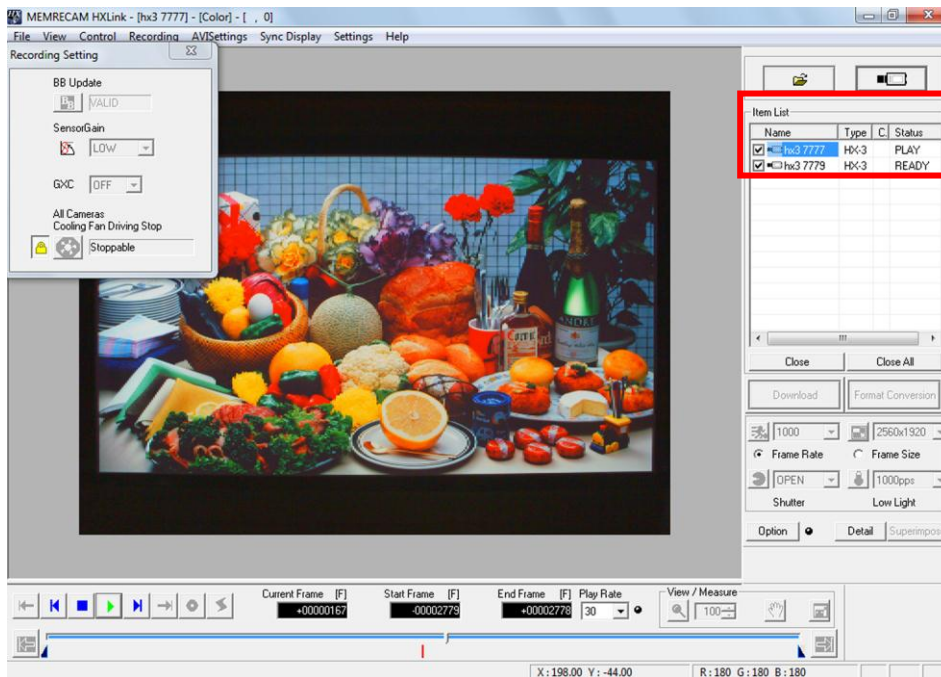 MEMRECAM HXLink - [hx3 7777] - [Color] - [ , 0]
File View Control Recording AVISettings Sync Display Settings Help
Recording Setting
BB Update
VALID
SensorGain
LOW
GXC OFF
All Cameras
Cooling Fan Driving Stop
Stoppable
ANDRE
Item List
Name Type C. Status
hx3 7777 HX-3 PLAY
hx3 7779 HX-3 READY
Close Close All
Download Format Conversion
1000 2560x1920
Frame Rate Frame Size
OPEN 1000pps
Shutter Low Light
Option Detail Superimpos
Current Frame [F] Start Frame [F] End Frame [F] Play Rate View / Measure
+00000167 -00002779 +00002778 30 100
X:198.00 Y:-44.00 R:180 G:180 B:180